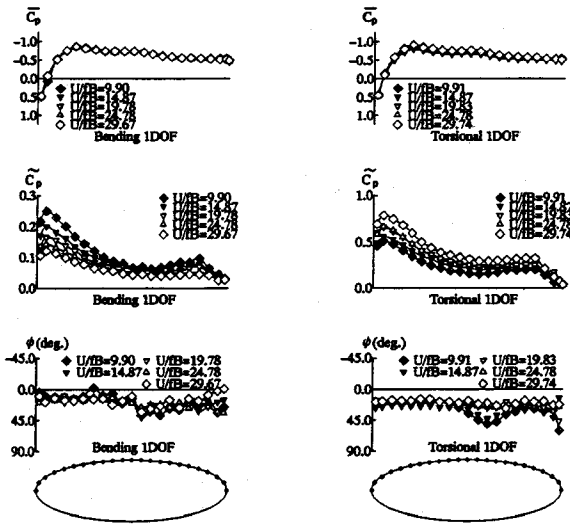 C̄p
−1.0
−0.5
0.0
0.5
1.0
U/fB=9.90
U/fB=14.87
U/fB=19.78
U/fB=24.78
U/fB=29.67
Bending 1DOF
C̄p
−1.0
−0.5
0.0
0.5
1.0
U/fB=9.91
U/fB=14.87
U/fB=19.83
U/fB=24.78
U/fB=29.74
Torsional 1DOF
C̃p
0.3
0.2
0.1
0.0
U/fB=9.90
U/fB=14.87
U/fB=19.78
U/fB=24.78
U/fB=29.67
Bending 1DOF
C̃p
1.0
0.5
0.0
U/fB=9.91
U/fB=14.87
U/fB=19.83
U/fB=24.78
U/fB=29.74
Torsional 1DOF
ϕ (deg.)
-45.0
0.0
45.0
90.0
U/fB=9.90
U/fB=19.78
U/fB=14.87
U/fB=24.78
U/fB=29.67
Bending 1DOF
ϕ (deg.)
-45.0
0.0
45.0
90.0
U/fB=9.91
U/fB=19.83
U/fB=14.87
U/fB=24.78
U/fB=29.74
Torsional 1DOF